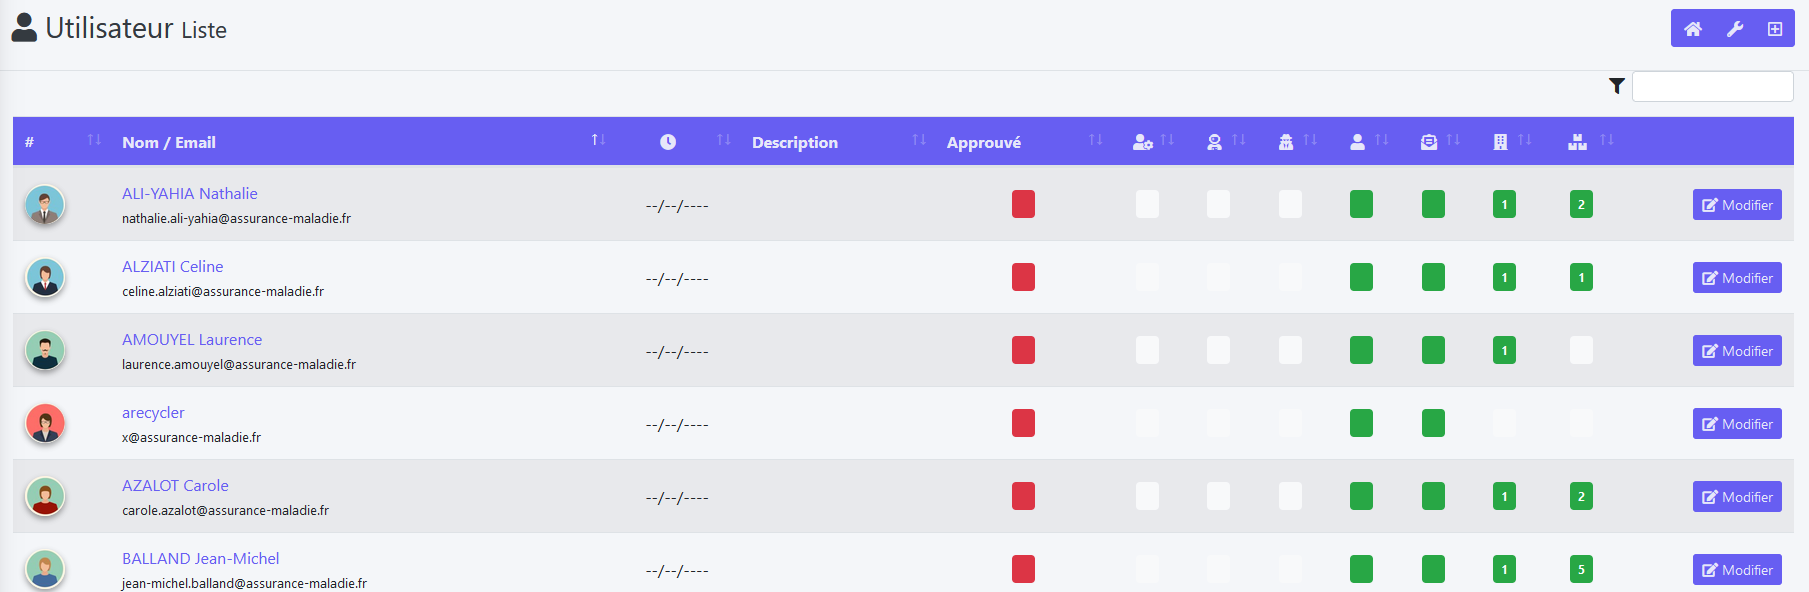 Utilisateur Liste
# Nom / Email Description Approuvé
ALI-YAHIA Nathalie
nathalie.ali-yahia@assurance-maladie.fr
--/--/----
1 2 Modifier
ALZIATI Celine
celine.alziati@assurance-maladie.fr
--/--/----
1 1 Modifier
AMOUYEL Laurence
laurence.amouyel@assurance-maladie.fr
--/--/----
1 Modifier
arecycler
x@assurance-maladie.fr
--/--/----
Modifier
AZALOT Carole
carole.azalot@assurance-maladie.fr
--/--/----
1 2 Modifier
BALLAND Jean-Michel
jean-michel.balland@assurance-maladie.fr
--/--/----
1 5 Modifier